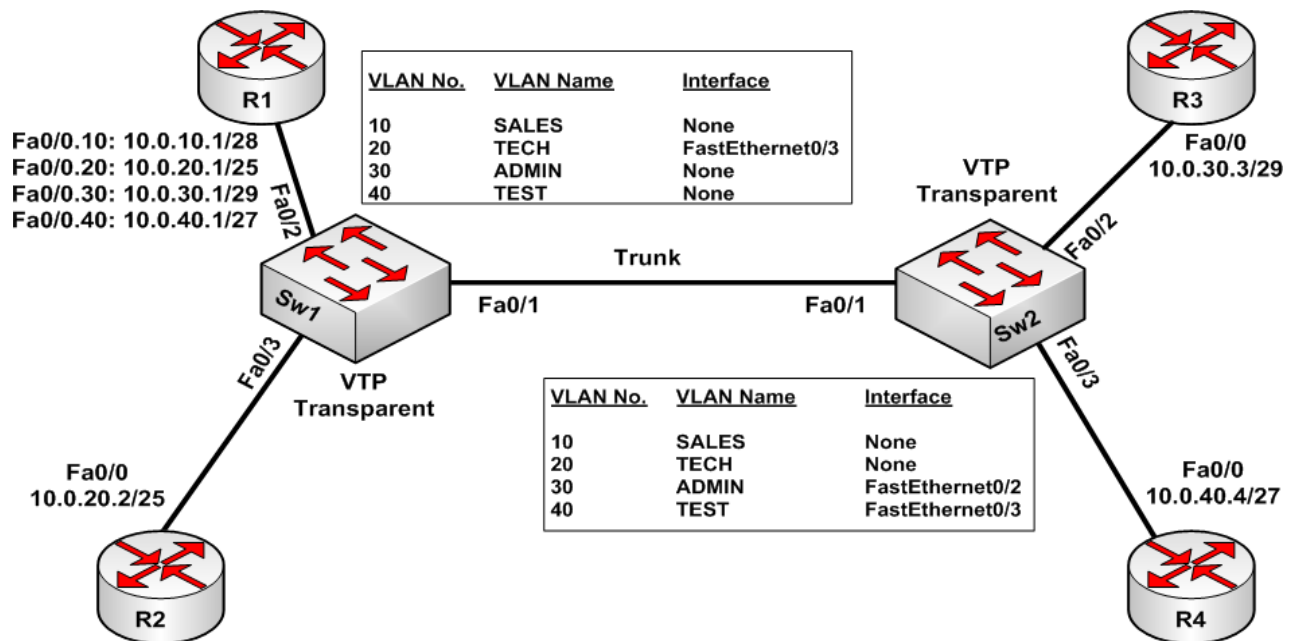 R1
Fa0/0.10: 10.0.10.1/28
Fa0/0.20: 10.0.20.1/25
Fa0/0.30: 10.0.30.1/29
Fa0/0.40: 10.0.40.1/27
Fa0/2
VLAN No. VLAN Name Interface
10 SALES None
20 TECH FastEthernet0/3
30 ADMIN None
40 TEST None
R3
Fa0/0
10.0.30.3/29
VTP
Transparent
Fa0/2
Sw1
Fa0/1
Trunk
Fa0/1
Sw2
Fa0/3
VTP
Transparent
Fa0/3
VLAN No. VLAN Name Interface
10 SALES None
20 TECH None
30 ADMIN FastEthernet0/2
40 TEST FastEthernet0/3
Fa0/0
10.0.20.2/25
R2
Fa0/0
10.0.40.4/27
R4